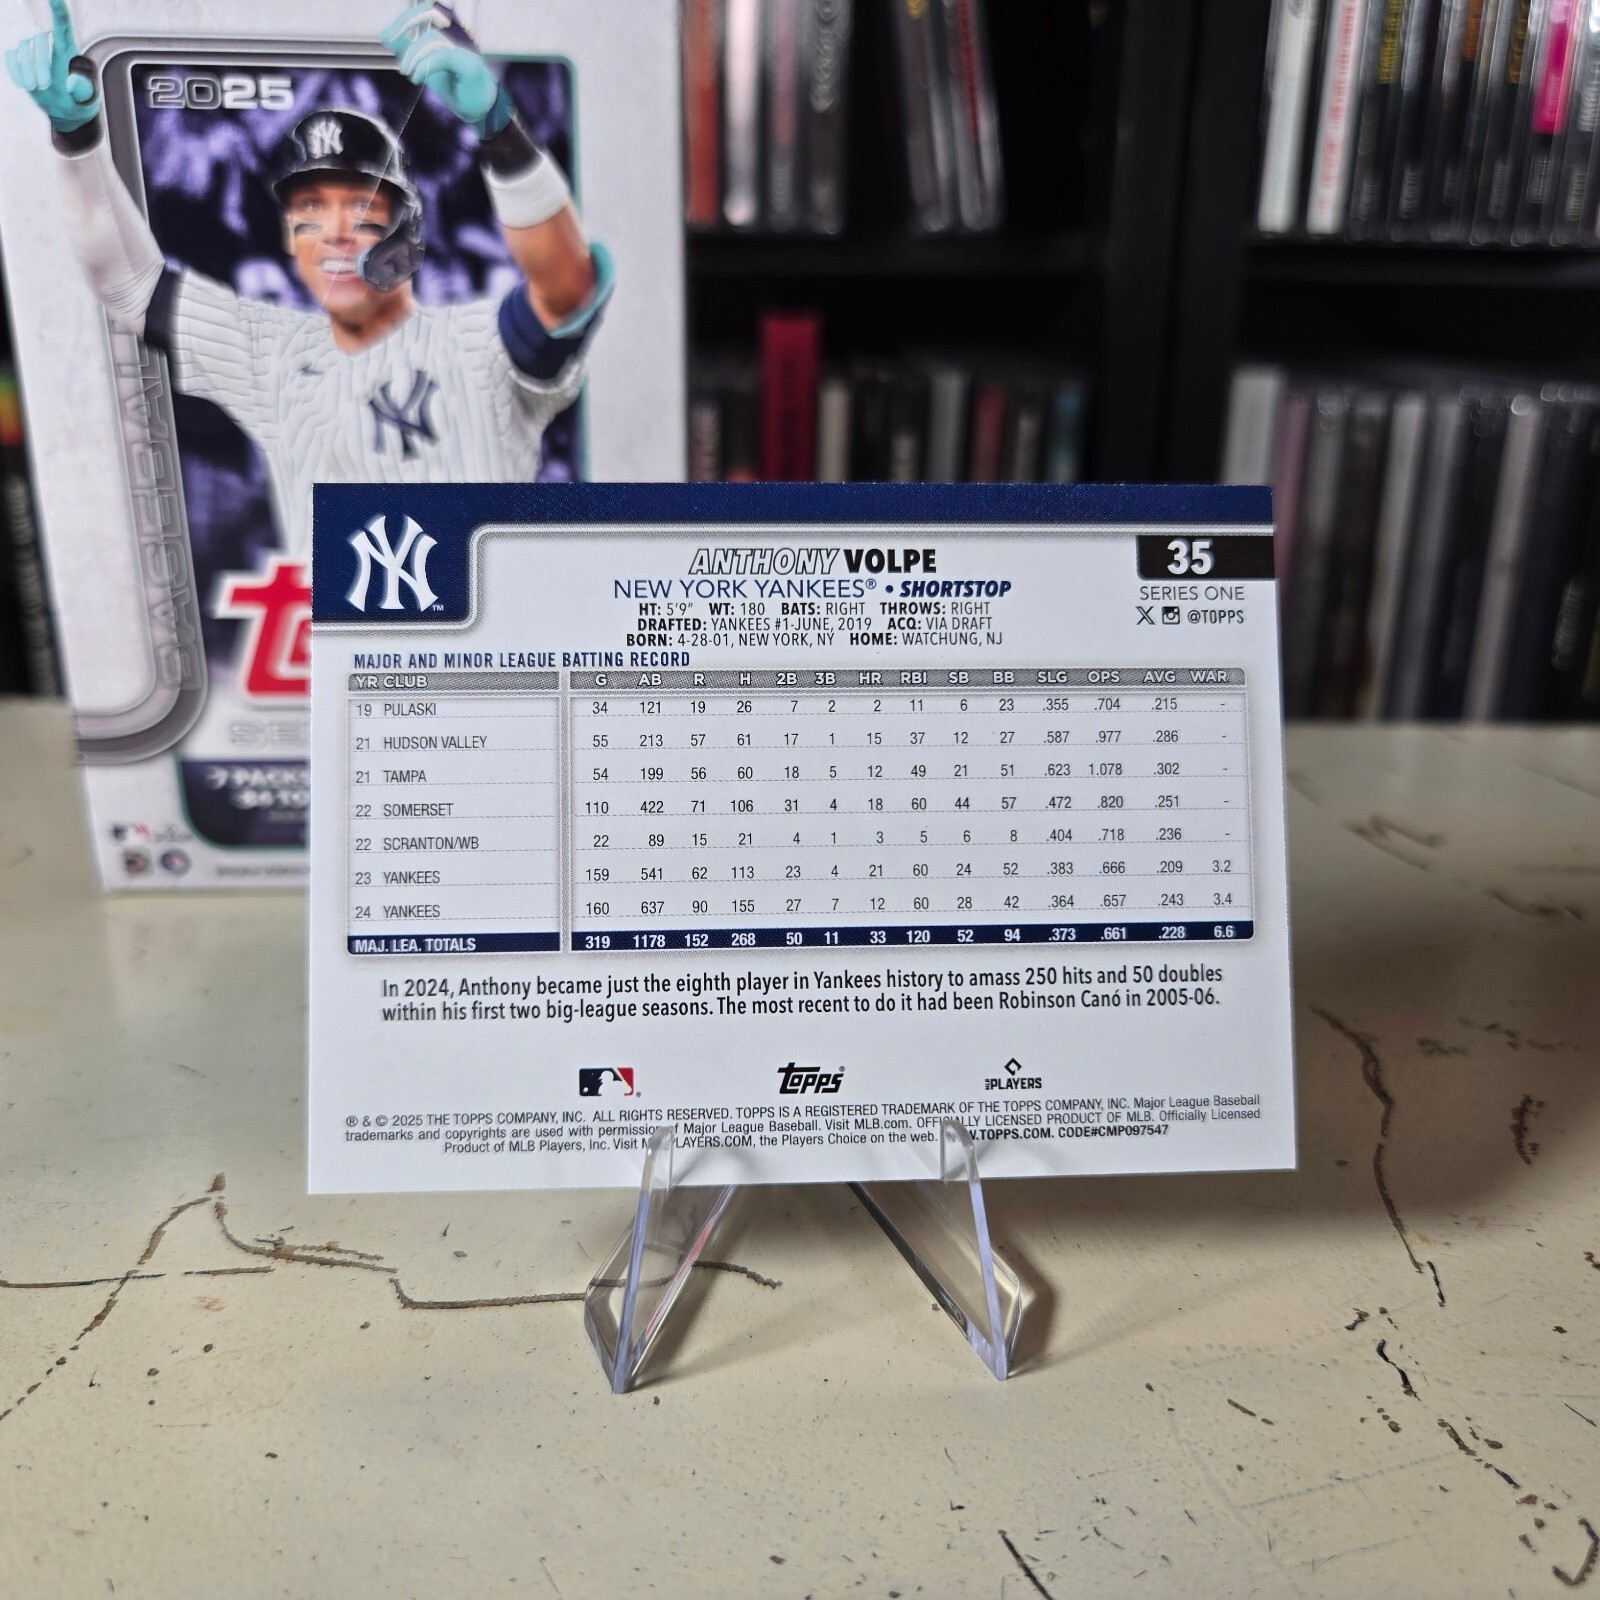 2025
BASEBALL
NY
NY
7 PACKS
NY
TM
ANTHONY VOLPE
35
NEW YORK YANKEES® • SHORTSTOP
SERIES ONE
HT: 5'9" WT: 180 BATS: RIGHT THROWS: RIGHT
@TOPPS
DRAFTED: YANKEES #1-JUNE, 2019 ACQ: VIA DRAFT
BORN: 4-28-01, NEW YORK, NY HOME: WATCHUNG, NJ
MAJOR AND MINOR LEAGUE BATTING RECORD
YR CLUB G AB R H 2B 3B HR RBI SB BB SLG OPS AVG WAR
19 PULASKI 34 121 19 26 7 2 2 11 6 23 .355 .704 .215 -
21 HUDSON VALLEY 55 213 57 61 17 1 15 37 12 27 .587 .977 .286 -
21 TAMPA 54 199 56 60 18 5 12 49 21 51 .623 1.078 .302 -
22 SOMERSET 110 422 71 106 31 4 18 60 44 57 .472 .820 .251 -
22 SCRANTON/WB 22 89 15 21 4 1 3 5 6 8 .404 .718 .236 -
23 YANKEES 159 541 62 113 23 4 21 60 24 52 .383 .666 .209 3.2
24 YANKEES 160 637 90 155 27 7 12 60 28 42 .364 .657 .243 3.4
MAJ. LEA. TOTALS 319 1178 152 268 50 11 33 120 52 94 .373 .661 .228 6.6
In 2024, Anthony became just the eighth player in Yankees history to amass 250 hits and 50 doubles
within his first two big-league seasons. The most recent to do it had been Robinson Canó in 2005-06.
topps®
PLAYERS
® & © 2025 THE TOPPS COMPANY, INC. ALL RIGHTS RESERVED. TOPPS IS A REGISTERED TRADEMARK OF THE TOPPS COMPANY, INC. Major League Baseball
trademarks and copyrights are used with permission of Major League Baseball. Visit MLB.com. OFFICIALLY LICENSED PRODUCT OF MLB. Officially Licensed
Product of MLB Players, Inc. Visit MLBPLAYERS.COM, the Players Choice on the web. WWW.TOPPS.COM. CODE#CMP097547